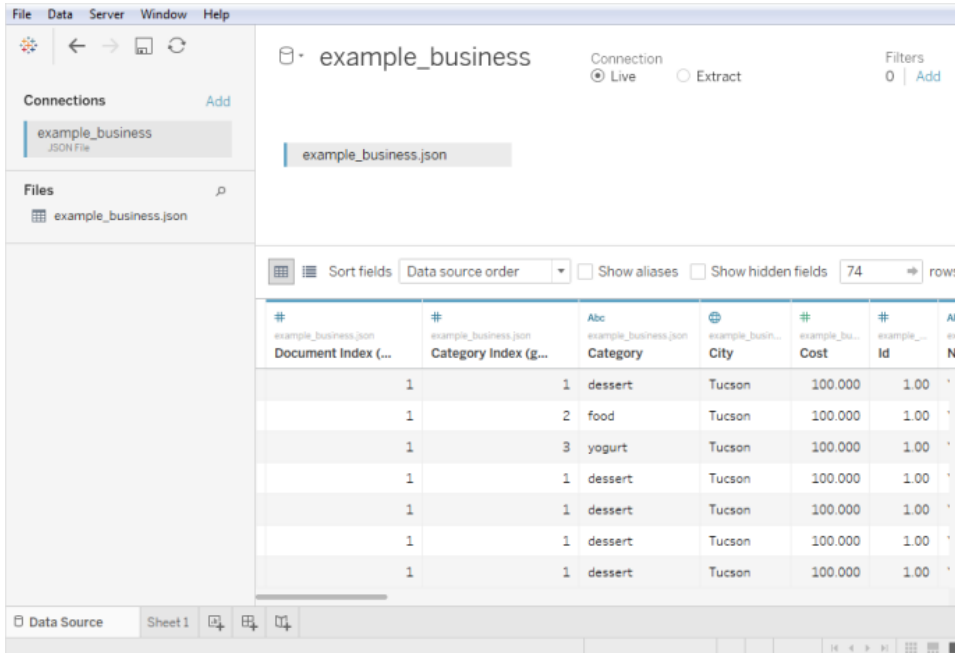 File Data Server Window Help
example_business
Connection
Live Extract
Filters
0 Add
Connections Add
example_business
JSON File
example_business.json
Files
example_business.json
Sort fields Data source order Show aliases Show hidden fields 74 rows
# # Abc # #
example_business.json example_business.json example_business.json example_busin... example_bu... example_...
Document Index (... Category Index (g... Category City Cost Id N
1 1 dessert Tucson 100.000 1.00
1 2 food Tucson 100.000 1.00
1 3 yogurt Tucson 100.000 1.00
1 1 dessert Tucson 100.000 1.00
1 1 dessert Tucson 100.000 1.00
1 1 dessert Tucson 100.000 1.00
1 1 dessert Tucson 100.000 1.00
Data Source Sheet 1